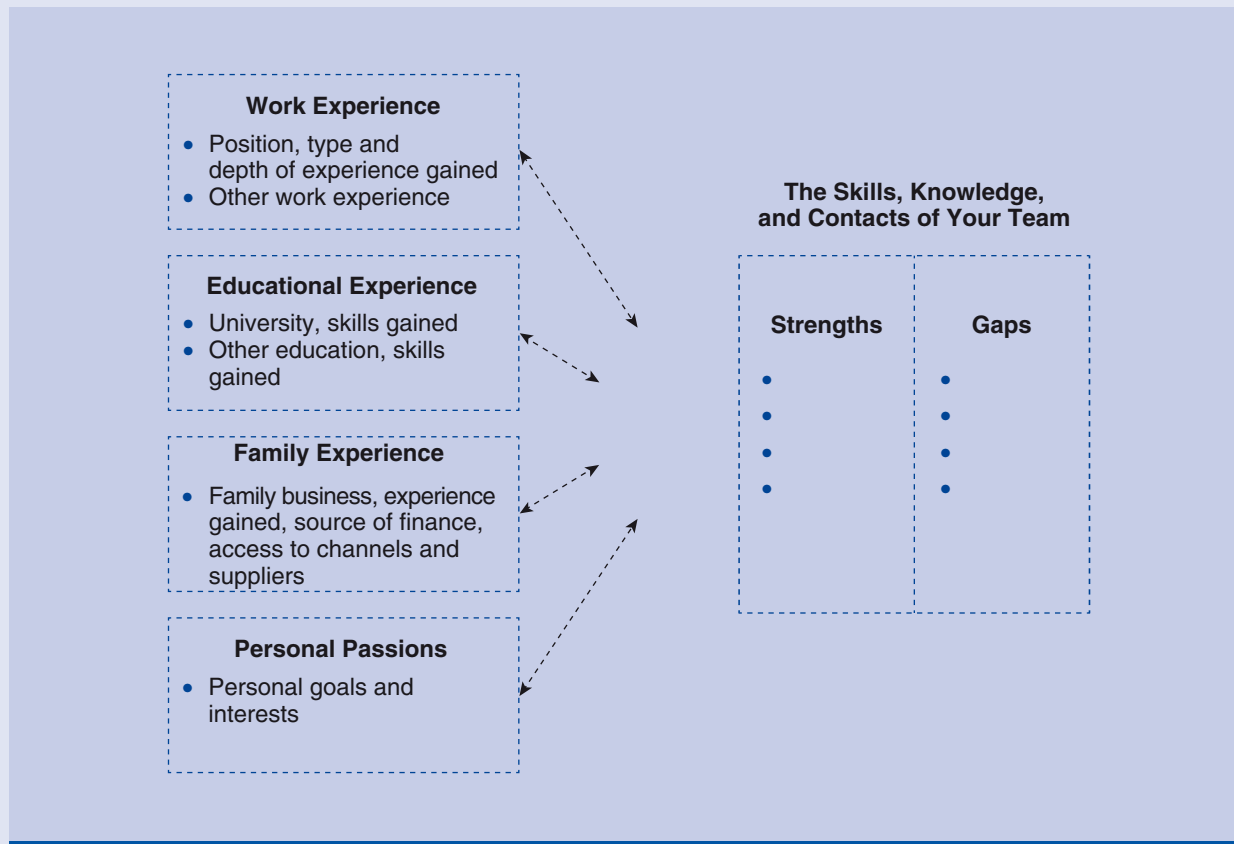 Work Experience
• Position, type and
depth of experience gained
• Other work experience
Educational Experience
• University, skills gained
• Other education, skills
gained
Family Experience
• Family business, experience
gained, source of finance,
access to channels and
suppliers
Personal Passions
• Personal goals and
interests
The Skills, Knowledge,
and Contacts of Your Team
Strengths
•
•
•
•
Gaps
•
•
•
•